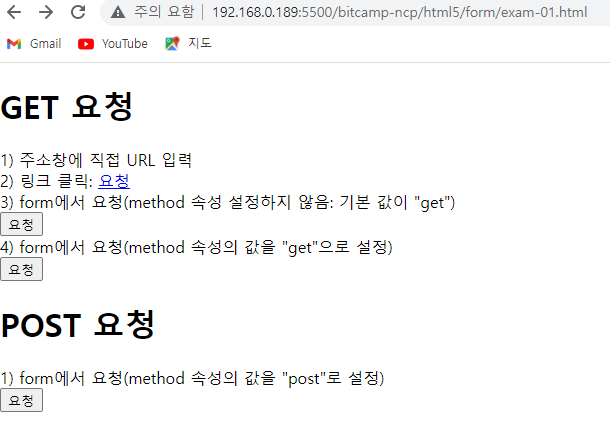 주의 요함 192.168.0.189:5500/bitcamp-ncp/html5/form/exam-01.html
Gmail YouTube 지도
GET 요청
1) 주소창에 직접 URL 입력
2) 링크 클릭: 요청
3) form에서 요청(method 속성 설정하지 않음: 기본 값이 "get")
요청
4) form에서 요청(method 속성의 값을 "get"으로 설정)
요청
POST 요청
1) form에서 요청(method 속성의 값을 "post"로 설정)
요청